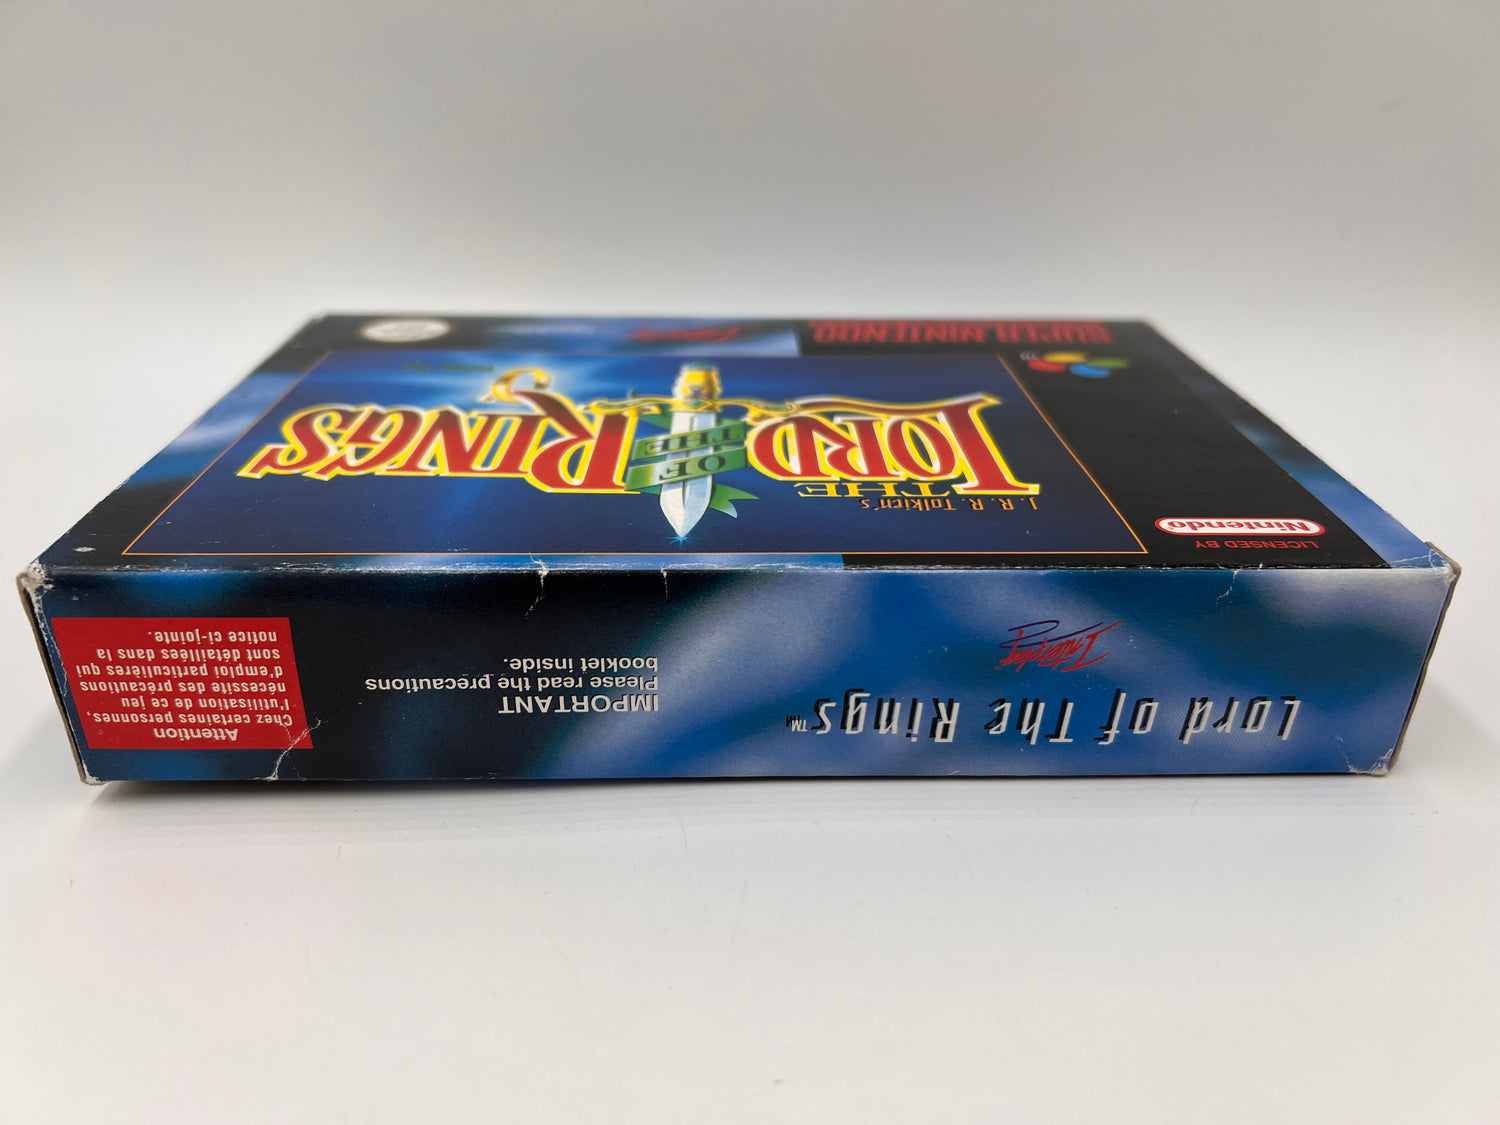 SUPER NINTENDO
Interplay
J. R. R. Tolkien's
THE
LORD
OF
THE
RINGS
LICENSED BY
Nintendo
Lord of The Rings™
Interplay
IMPORTANT
Please read the precautions
booklet inside.
Attention
Chez certaines personnes,
l'utilisation de ce jeu
nécessite des précautions
d'emploi particulières qui
sont détaillées dans la
notice ci-jointe.